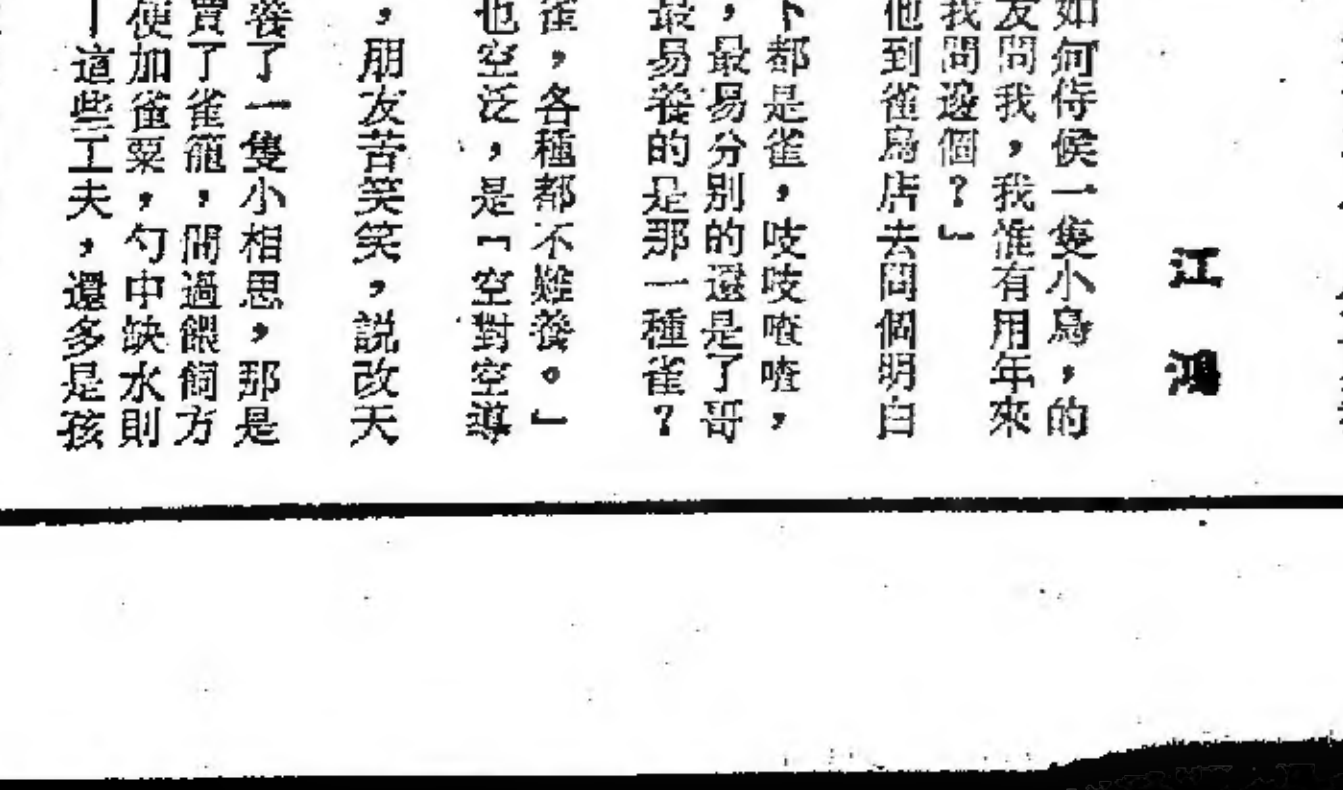 江鴻
如何侍候一隻小鳥,的
友問我,我誰有用年來
我問邊個?」
他到雀鳥店去問個明白
都是雀,吱吱喳喳,
,最易分別的還是了哥
最易養的是那一種雀?
雀,各種都不難養。」
也空泛,是「空對空導
,朋友苦笑笑,說改天
養了一隻小相思,那是
買了雀籠,問過餵飼方
便加雀粟,勺中缺水則
這些工夫,還多是孩